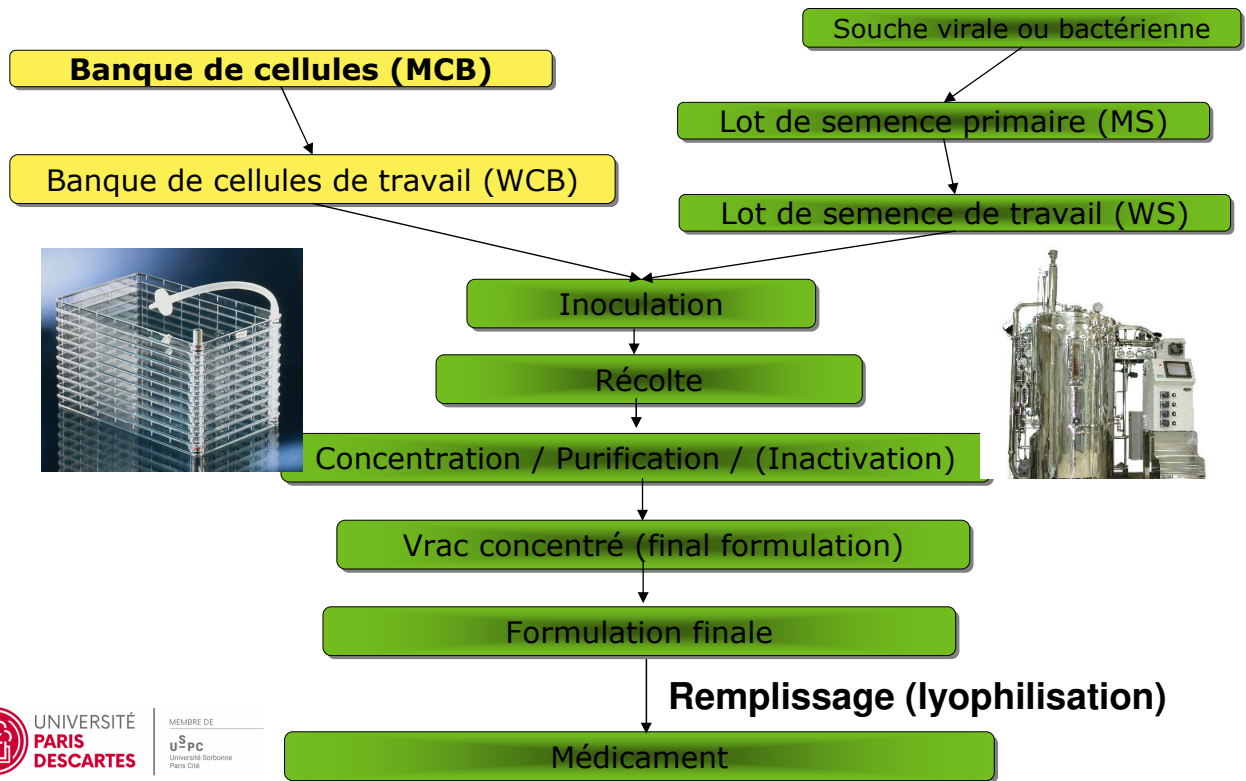 Souche virale ou bactérienne
Banque de cellules (MCB)
Lot de semence primaire (MS)
Banque de cellules de travail (WCB)
Lot de semence de travail (WS)
Inoculation
Récolte
Concentration / Purification / (Inactivation)
Vrac concentré (final formulation)
Formulation finale
Remplissage (lyophilisation)
Médicament
UNIVERSITÉ
PARIS
DESCARTES
MEMBRE DE
USPC
Université Sorbonne
Paris Cité